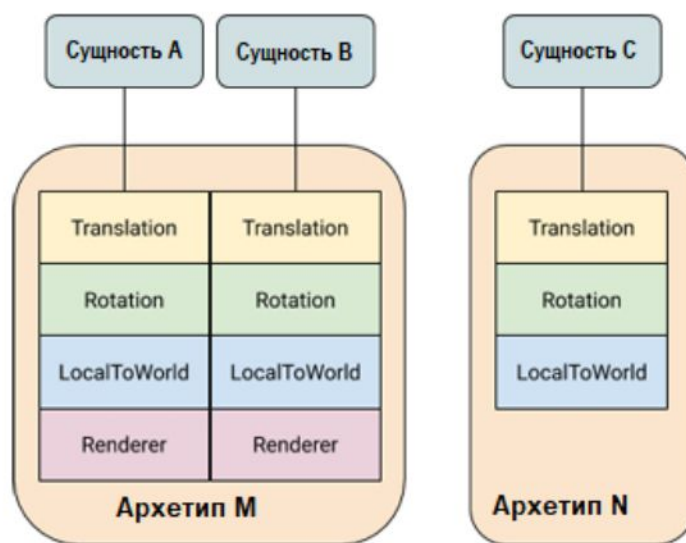 Сущность A
Сущность B
Сущность C
Translation
Translation
Translation
Rotation
Rotation
Rotation
LocalToWorld
LocalToWorld
LocalToWorld
Renderer
Renderer
Архетип M
Архетип N